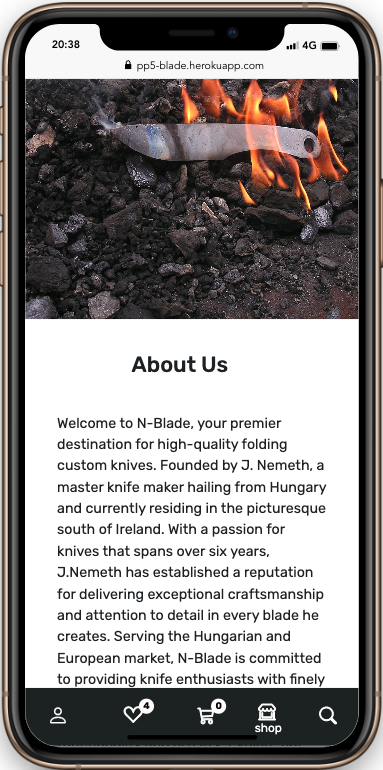 20:38
4G
pp5-blade.herokuapp.com
About Us
Welcome to N-Blade, your premier
destination for high-quality folding
custom knives. Founded by J. Nemeth, a
master knife maker hailing from Hungary
and currently residing in the picturesque
south of Ireland. With a passion for
knives that spans over six years,
J.Nemeth has established a reputation
for delivering exceptional craftsmanship
and attention to detail in every blade he
creates. Serving the Hungarian and
European market, N-Blade is committed
to providing knife enthusiasts with finely
4
0
shop